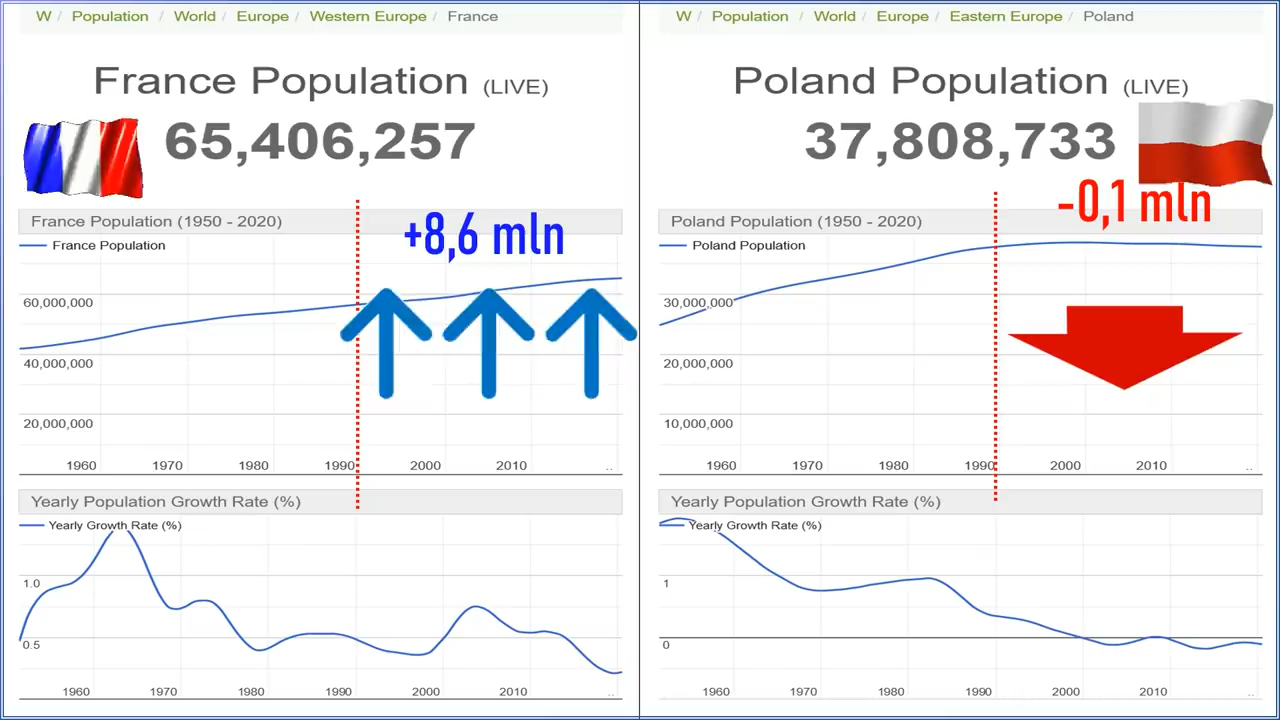 W / Population / World / Europe / Western Europe / France
France Population (LIVE)
65,406,257
France Population (1950 - 2020)
+8,6 mln
France Population
60,000,000
40,000,000
20,000,000
1960 1970 1980 1990 2000 2010 ..
Yearly Population Growth Rate (%)
Yearly Growth Rate (%)
1.0
0.5
1960 1970 1980 1990 2000 2010 ..
W / Population / World / Europe / Eastern Europe / Poland
Poland Population (LIVE)
37,808,733
-0,1 mln
Poland Population (1950 - 2020)
Poland Population
30,000,000
20,000,000
10,000,000
1960 1970 1980 1990 2000 2010 ..
Yearly Population Growth Rate (%)
Yearly Growth Rate (%)
1
0
1960 1970 1980 1990 2000 2010 ..